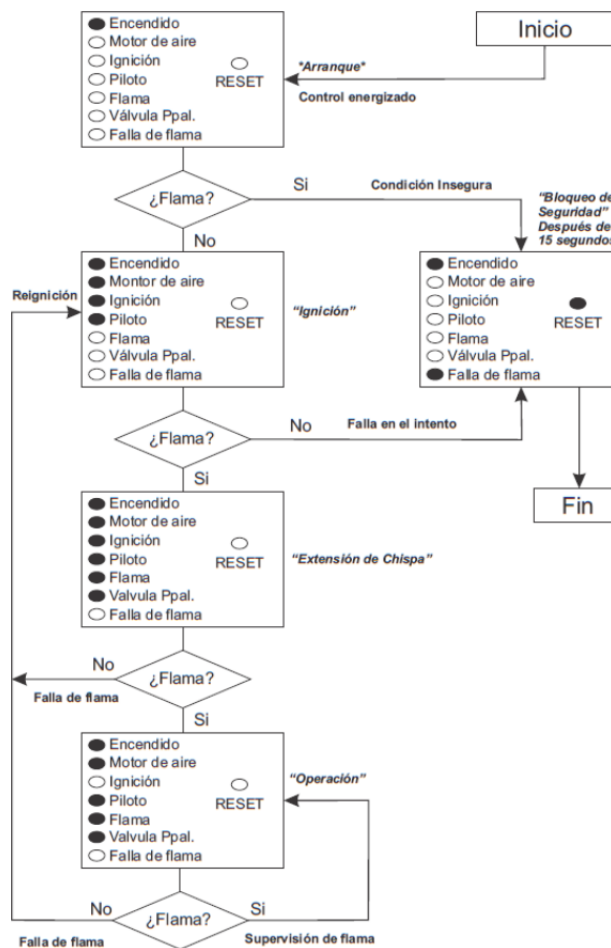 Inicio
*Arranque*
Control energizado
Encendido
Motor de aire
Ignición
Piloto
Flama
Válvula Ppal.
Falla de flama
RESET
¿Flama?
Si
Condición Insegura
No
"Bloqueo de
Seguridad"
Después de
15 segundos
Encendido
Motor de aire
Ignición
Piloto
Flama
Válvula Ppal.
Falla de flama
RESET
Fin
Reignición
Encendido
Montor de aire
Ignición
Piloto
Flama
Válvula Ppal.
Falla de flama
RESET
"Ignición"
¿Flama?
No
Falla en el intento
Si
Encendido
Motor de aire
Ignición
Piloto
Flama
Valvula Ppal.
Falla de flama
RESET
"Extensión de Chispa"
¿Flama?
No
Falla de flama
Si
Encendido
Motor de aire
Ignición
Piloto
Flama
Valvula Ppal.
Falla de flama
RESET
"Operación"
¿Flama?
No
Falla de flama
Si
Supervisión de flama